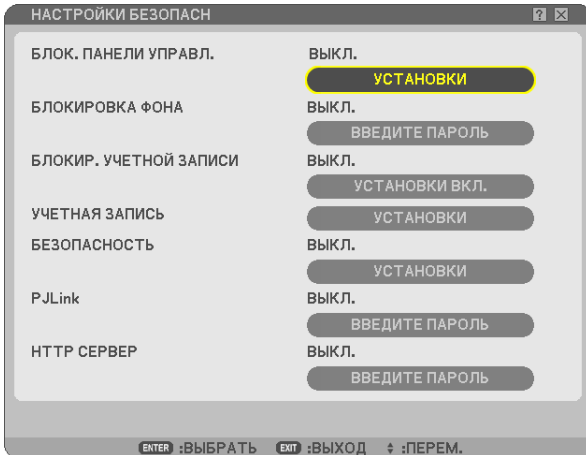 НАСТРОЙКИ БЕЗОПАСН ?
БЛОК. ПАНЕЛИ УПРАВЛ. ВЫКЛ.
УСТАНОВКИ
БЛОКИРОВКА ФОНА ВЫКЛ.
ВВЕДИТЕ ПАРОЛЬ
БЛОКИР. УЧЕТНОЙ ЗАПИСИ ВЫКЛ.
УСТАНОВКИ ВКЛ.
УЧЕТНАЯ ЗАПИСЬ УСТАНОВКИ
БЕЗОПАСНОСТЬ ВЫКЛ.
УСТАНОВКИ
PJLink ВЫКЛ.
ВВЕДИТЕ ПАРОЛЬ
HTTP СЕРВЕР ВЫКЛ.
ВВЕДИТЕ ПАРОЛЬ
ENTER :ВЫБРАТЬ EXIT :ВЫХОД :ПЕРЕМ.